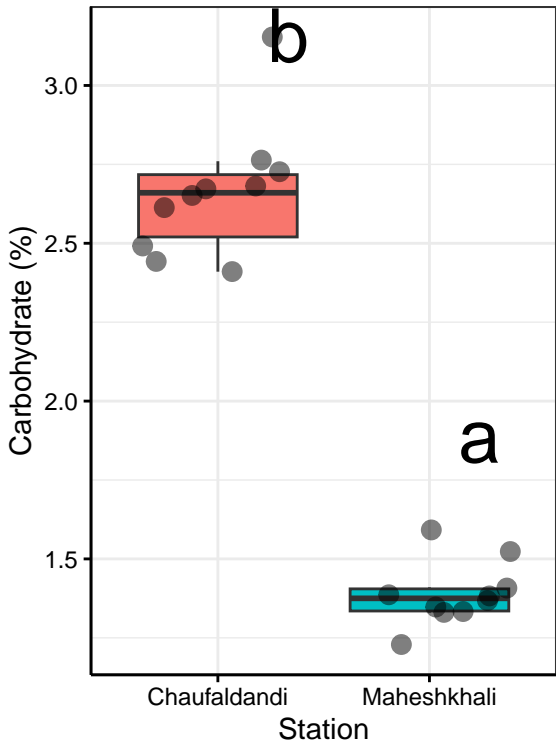 b
3.0
2.5
2.0
a
1.5
Carbohydrate (%)
Chaufaldandi Maheshkhali
Station